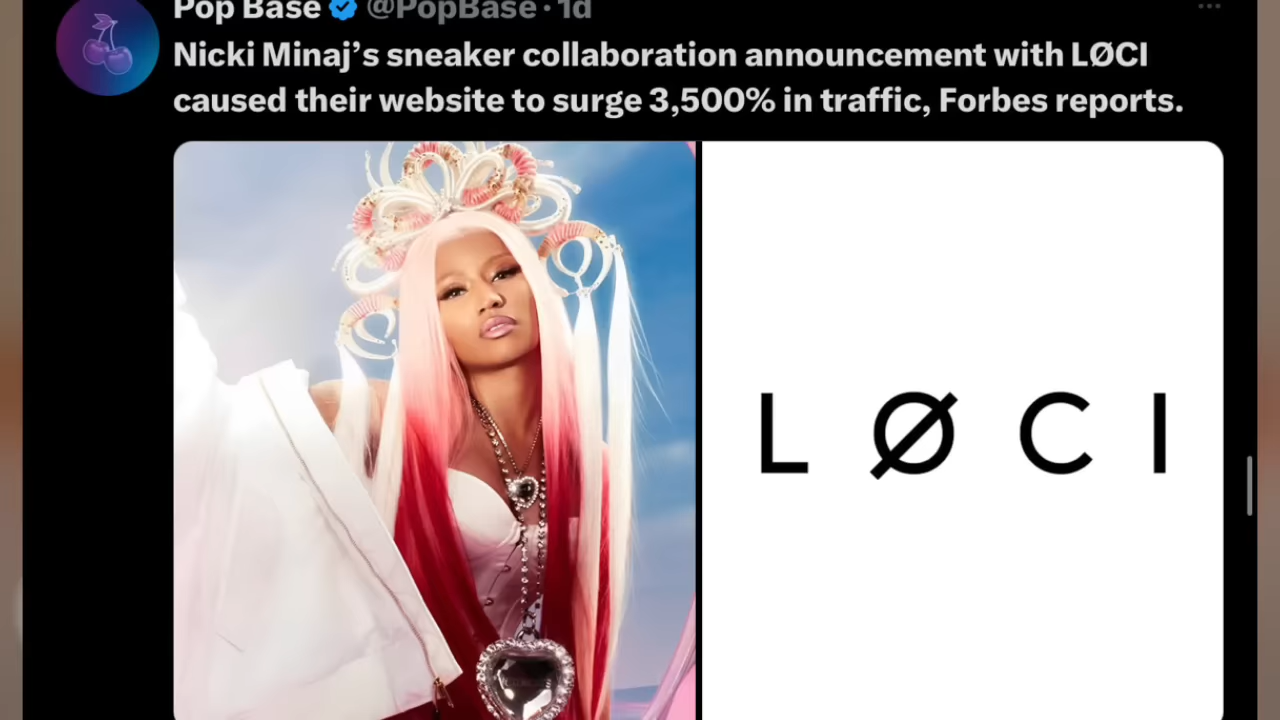 Pop Base @PopBase · 1d
Nicki Minaj’s sneaker collaboration announcement with LØCI
caused their website to surge 3,500% in traffic, Forbes reports.
LØCI